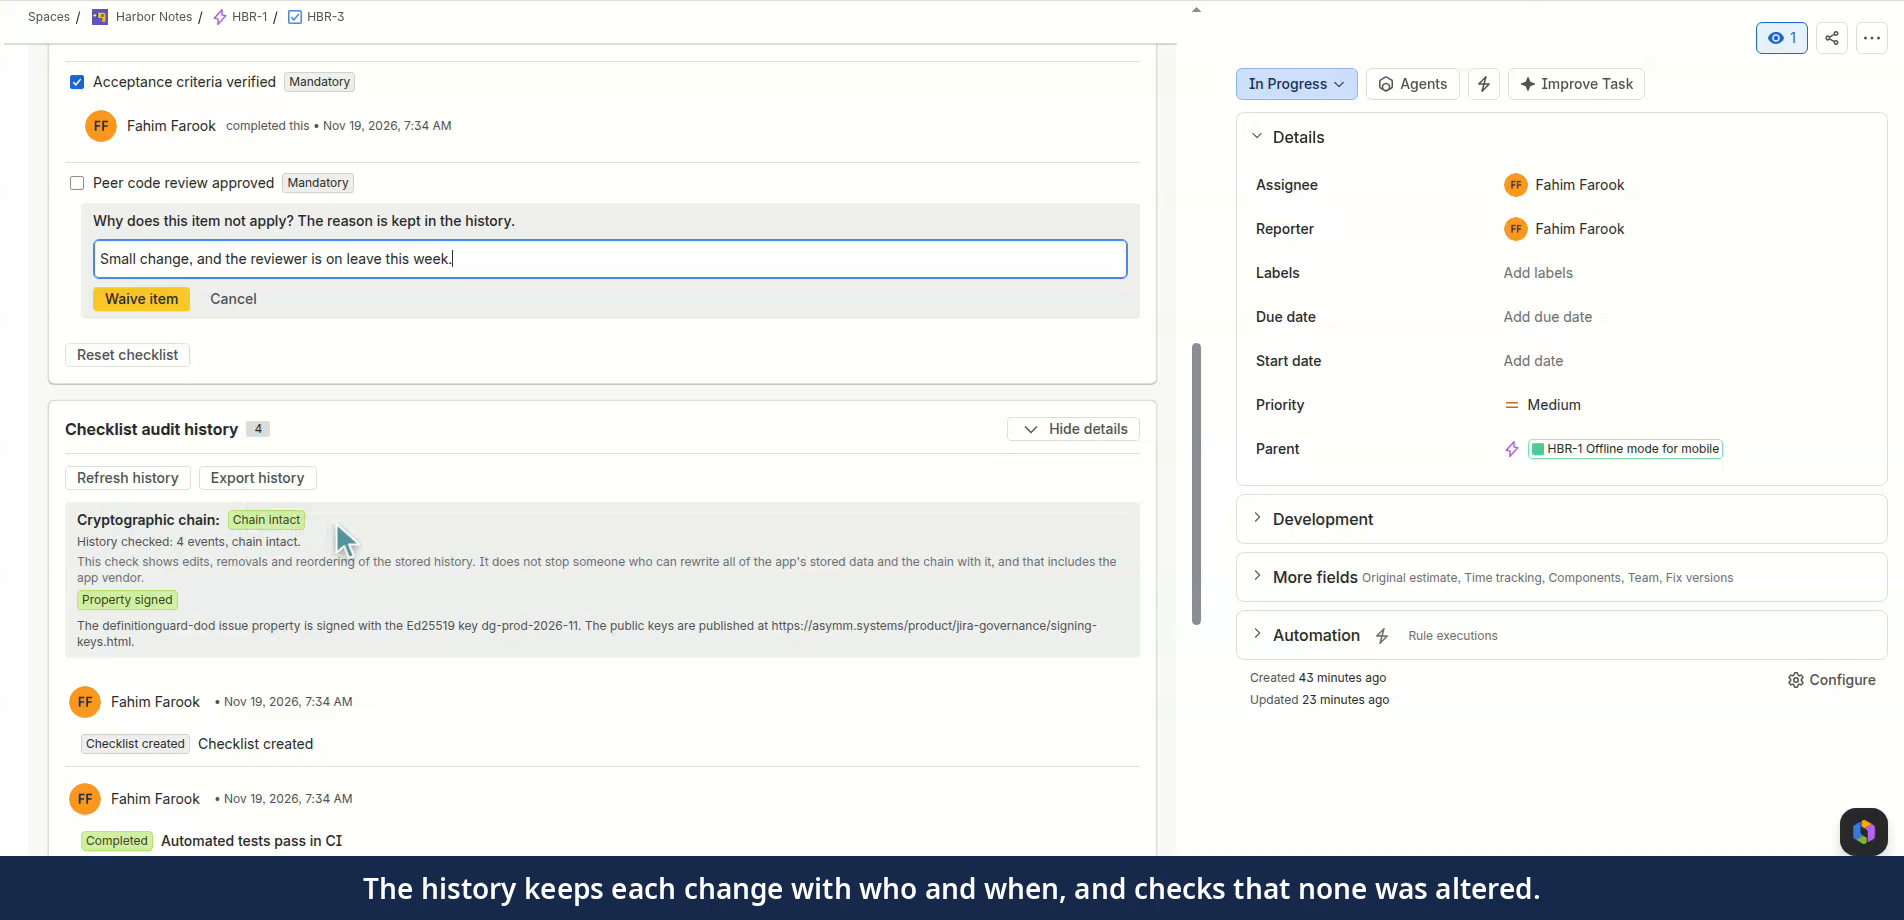 Spaces / Harbor Notes / HBR-1 / HBR-3
1
Acceptance criteria verified Mandatory
FF Fahim Farook completed this • Nov 19, 2026, 7:34 AM
Peer code review approved Mandatory
Why does this item not apply? The reason is kept in the history.
Small change, and the reviewer is on leave this week.
Waive item Cancel
Reset checklist
Checklist audit history 4 Hide details
Refresh history Export history
Cryptographic chain: Chain intact
History checked: 4 events, chain intact.
This check shows edits, removals and reordering of the stored history. It does not stop someone who can rewrite all of the app's stored data and the chain with it, and that includes the
app vendor.
Property signed
The definitionguard-dod issue property is signed with the Ed25519 key dg-prod-2026-11. The public keys are published at https://asymm.systems/product/jira-governance/signing-
keys.html.
FF Fahim Farook • Nov 19, 2026, 7:34 AM
Checklist created Checklist created
FF Fahim Farook • Nov 19, 2026, 7:34 AM
Completed Automated tests pass in CI
In Progress Agents Improve Task
Details
Assignee FF Fahim Farook
Reporter FF Fahim Farook
Labels Add labels
Due date Add due date
Start date Add date
Priority Medium
Parent HBR-1 Offline mode for mobile
Development
More fields Original estimate, Time tracking, Components, Team, Fix versions
Automation Rule executions
Created 43 minutes ago
Configure
Updated 23 minutes ago
The history keeps each change with who and when, and checks that none was altered.